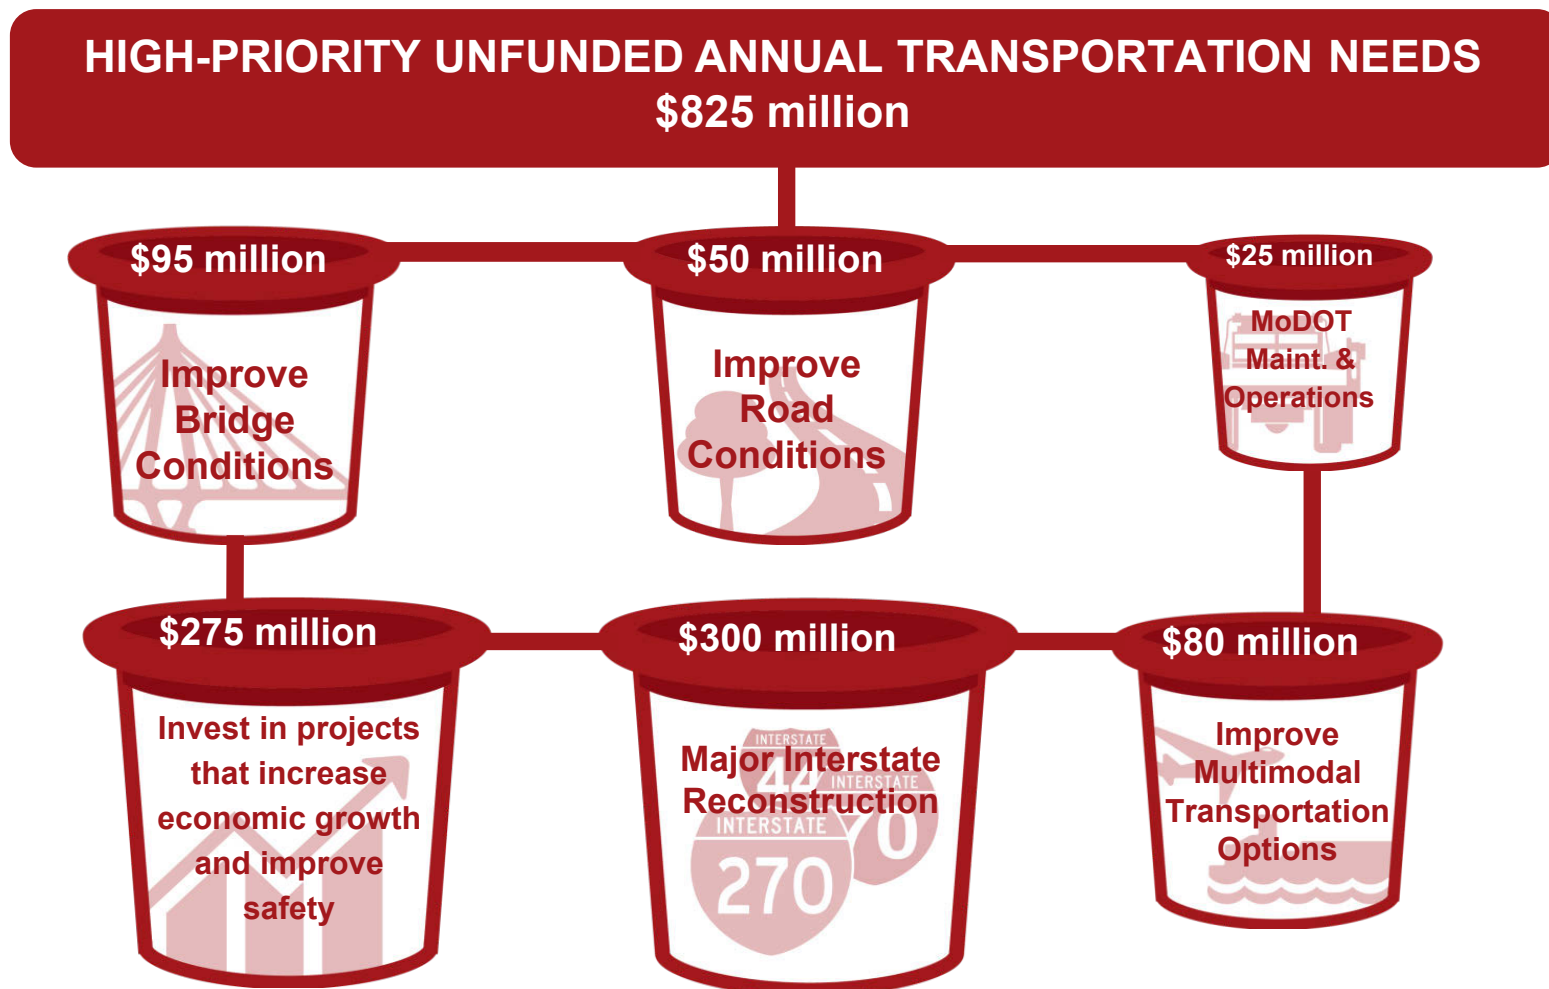 HIGH-PRIORITY UNFUNDED ANNUAL TRANSPORTATION NEEDS
$825 million
$95 million
Improve
Bridge
Conditions
$50 million
Improve
Road
Conditions
$25 million
MoDOT
Maint. &
Operations
$275 million
Invest in projects
that increase
economic growth
and improve
safety
$300 million
Major Interstate
Reconstruction
INTERSTATE
44
INTERSTATE
70
INTERSTATE
270
$80 million
Improve
Multimodal
Transportation
Options